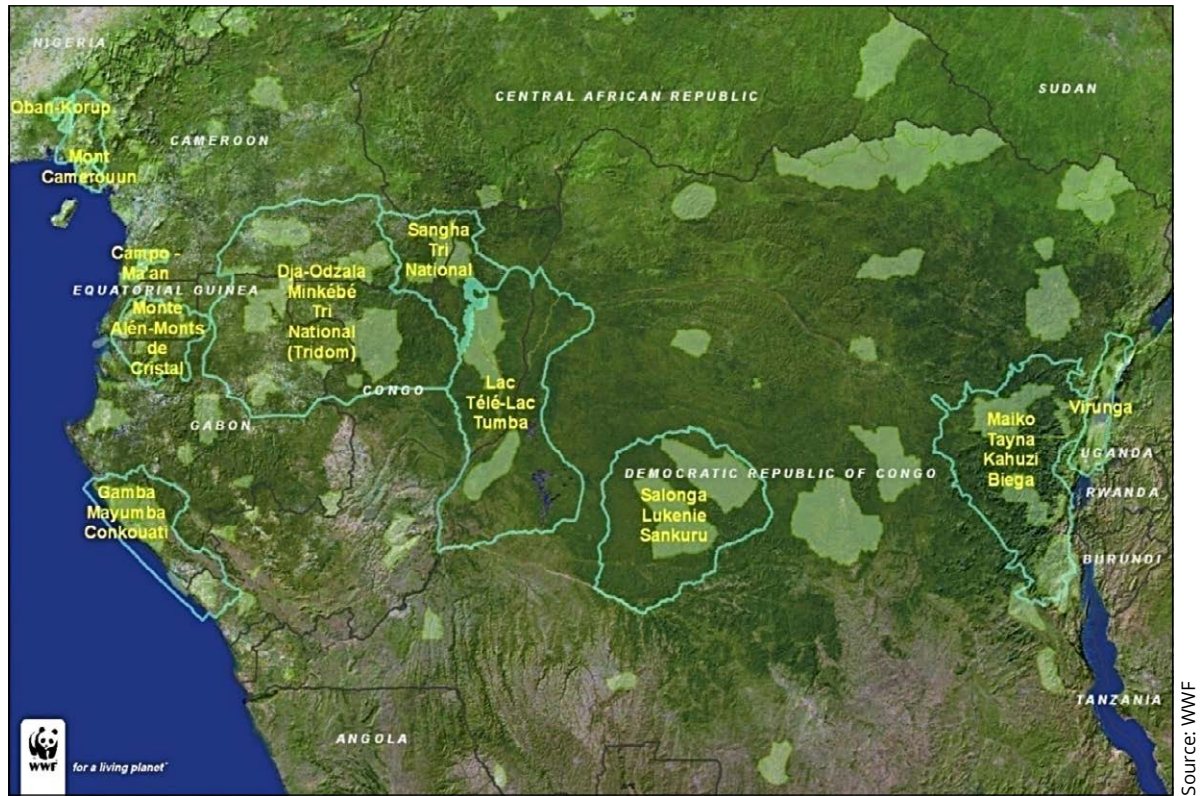 NIGERIA
CENTRAL AFRICAN REPUBLIC
SUDAN
Oban-Korup
CAMEROON
Mont
Camerouun
Sangha
Tri
National
Campo -
Ma'an
EQUATORIAL GUINEA
Dja-Odzala
Minkébé
Tri
National
(Tridom)
Monte
Alén-Monts
de
Cristal
CONGO
Lac
Télé-Lac
Tumba
GABON
Maiko
Tayna
Kahuzi
Biega
Virunga
UGANDA
DEMOCRATIC REPUBLIC OF CONGO
Salonga
Lukenie
Sankuru
RWANDA
Gamba
Mayumba
Conkouati
BURUNDI
TANZANIA
ANGOLA
WWF
for a living planet
Source: WWF